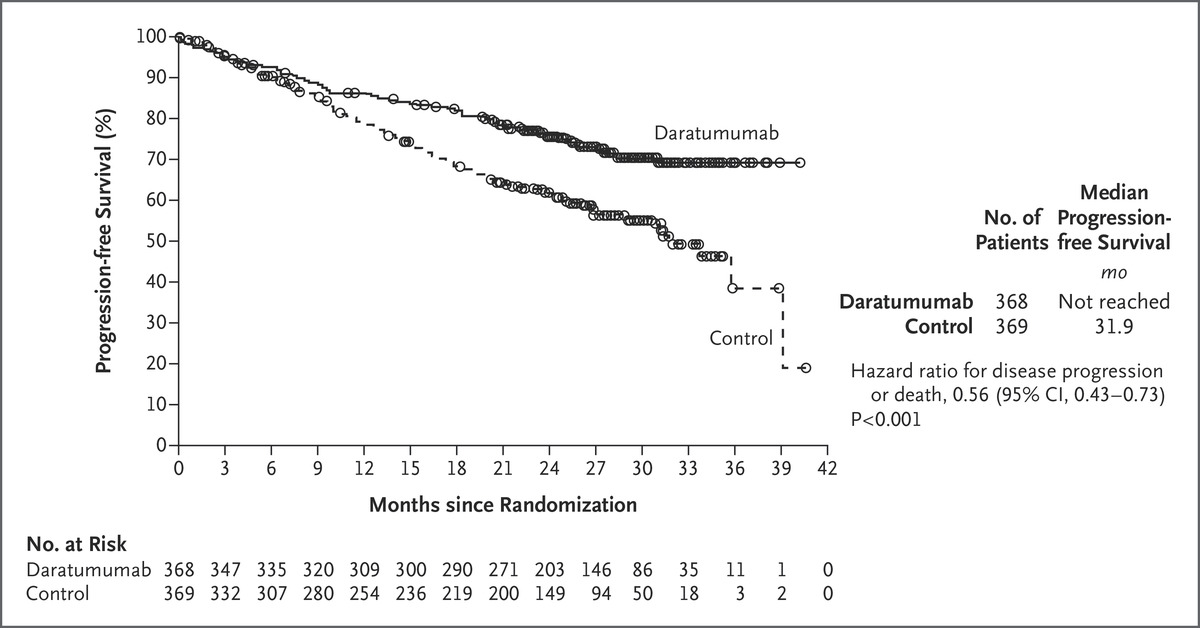 100
90
80
70
60
50
40
30
20
10
0
Progression-free Survival (%)
Daratumumab
Control
0 3 6 9 12 15 18 21 24 27 30 33 36 39 42
Months since Randomization
Median
No. of Progression-
Patients free Survival
mo
Daratumumab 368 Not reached
Control 369 31.9
Hazard ratio for disease progression
or death, 0.56 (95% CI, 0.43–0.73)
P<0.001
No. at Risk
Daratumumab 368 347 335 320 309 300 290 271 203 146 86 35 11 1 0
Control 369 332 307 280 254 236 219 200 149 94 50 18 3 2 0